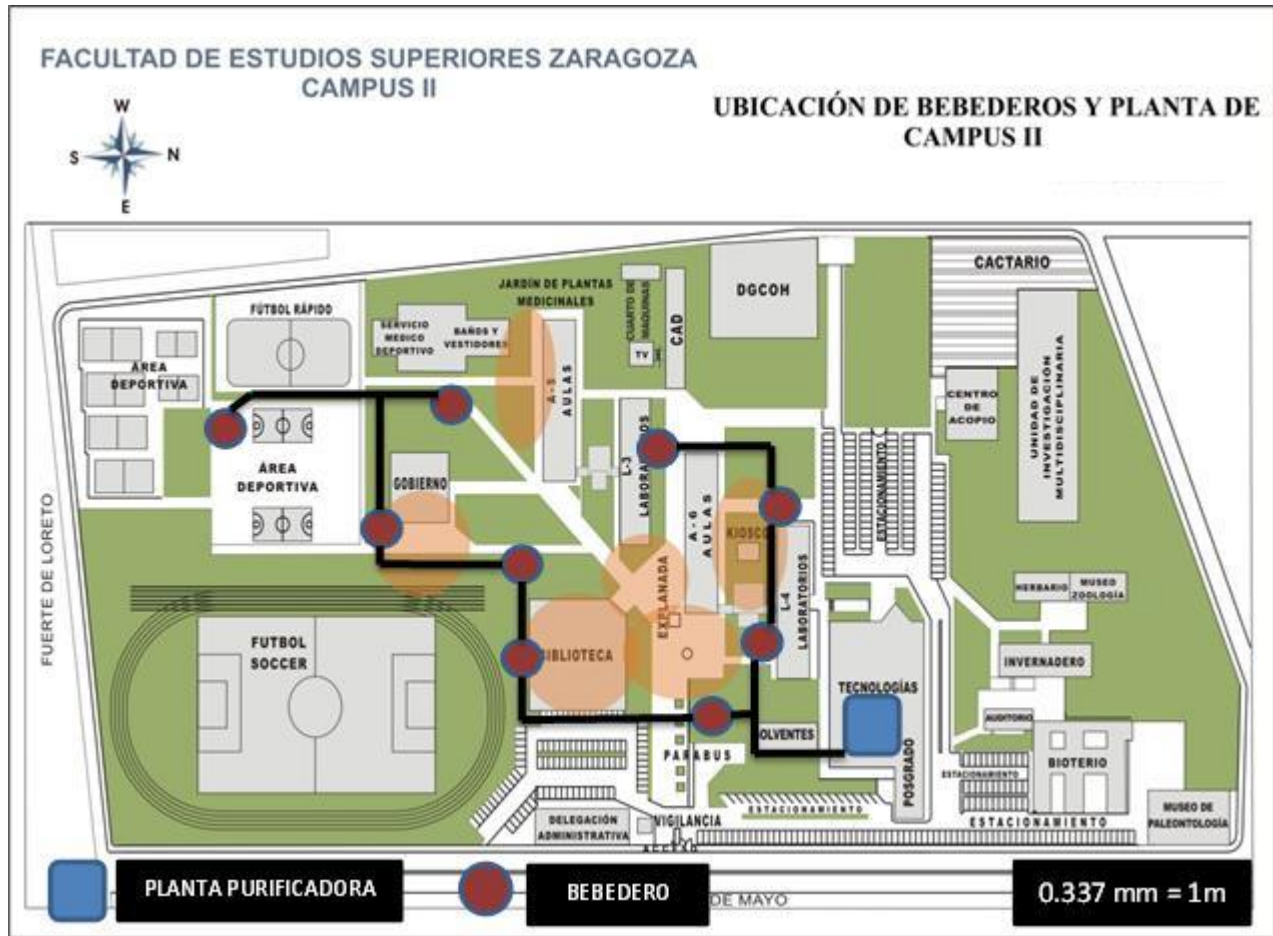 FACULTAD DE ESTUDIOS SUPERIORES ZARAGOZA
CAMPUS II
UBICACIÓN DE BEBEDEROS Y PLANTA DE
CAMPUS II
W
S
N
E
CACTARIO
DGCOH
JARDÍN DE PLANTAS
MEDICINALES
CUARTO DE
MAQUINAS
TV
CAD
FÚTBOL RÁPIDO
SERVICIO
MEDICO
DEPORTIVO
BAÑOS Y
VESTIDORES
ÁREA
DEPORTIVA
A-5
AULAS
CENTRO
DE
ACOPIO
UNIDAD DE
INVESTIGACIÓN
MULTIDISCIPLINARIA
L-3
LABORATORIOS
ESTACIONAMIENTO
ÁREA
DEPORTIVA
GOBIERNO
A-6
AULAS
KIOSCO
FUERTE DE LORETO
EXPLANADA
L-4
LABORATORIOS
HERBARIO
MUSEO
ZOOLOGÍA
FUTBOL
SOCCER
BIBLIOTECA
INVERNADERO
TECNOLOGÍAS
AUDITORIO
OLVENTES
PARABUS
POSGRADO
BIOTERIO
ESTACIONAMIENTO
ESTACIONAMIENTO
MUSEO DE
PALEONTOLOGÍA
DELEGACIÓN
ADMINISTRATIVA
VIGILANCIA
ESTACIONAMIENTO
ACCESO
PLANTA PURIFICADORA
BEBEDERO
DE MAYO
0.337 mm = 1m